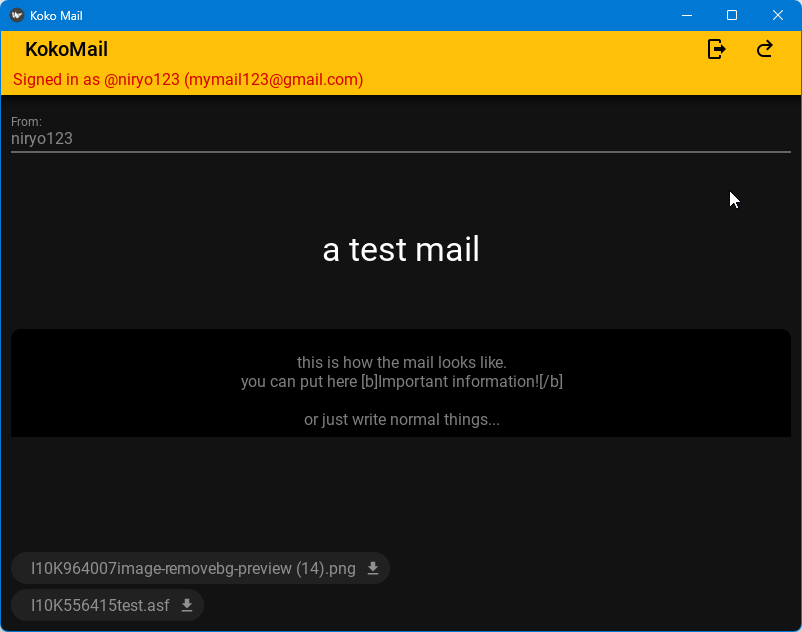 Koko Mail
KokoMail
Signed in as @niryo123 (mymail123@gmail.com)
From:
niryo123
a test mail
this is how the mail looks like.
you can put here [b]Important information![/b]
or just write normal things...
I10K964007image-removebg-preview (14).png
I10K556415test.asf